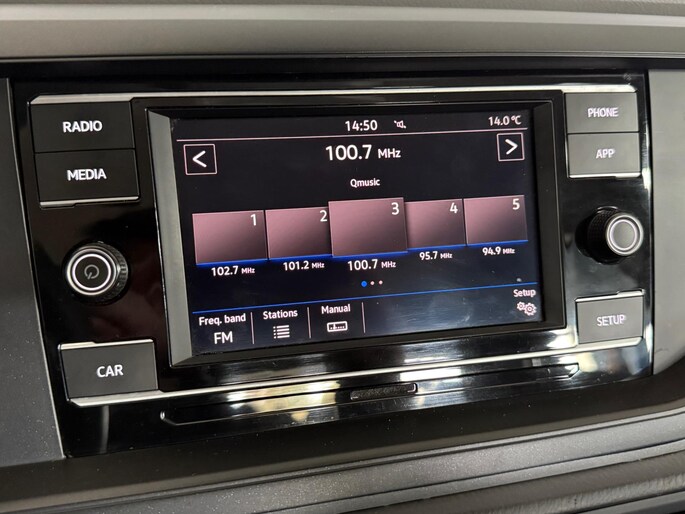 RADIO
MEDIA
CAR
PHONE
APP
SETUP
14:50
14.0 °C
<
100.7 MHz
>
Qmusic
1 2 3 4 5
102.7 MHz 101.2 MHz 100.7 MHz 95.7 MHz 94.9 MHz
Freq. band Stations Manual Setup
FM